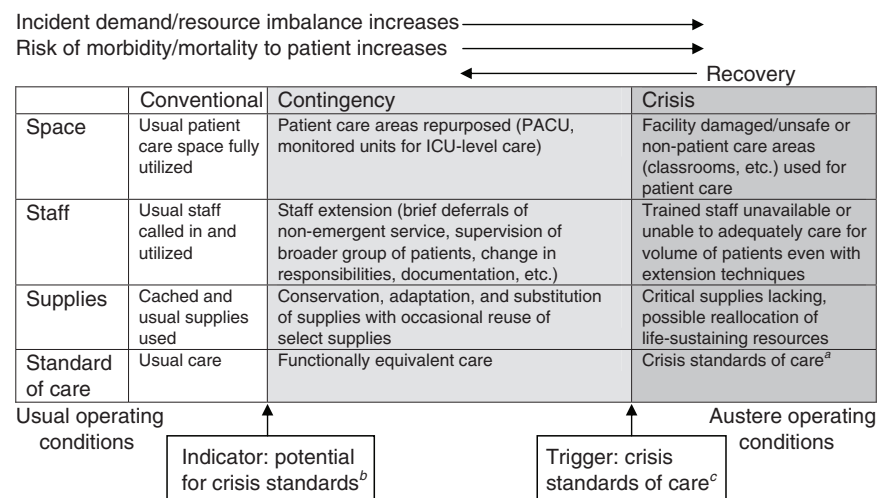 Incident demand/resource imbalance increases
Risk of morbidity/mortality to patient increases
Recovery
Conventional Contingency Crisis
Space
Usual patient
care space fully
utilized
Patient care areas repurposed (PACU,
monitored units for ICU-level care)
Facility damaged/unsafe or
non-patient care areas
(classrooms, etc.) used for
patient care
Staff
Usual staff
called in and
utilized
Staff extension (brief deferrals of
non-emergent service, supervision of
broader group of patients, change in
responsibilities, documentation, etc.)
Trained staff unavailable or
unable to adequately care for
volume of patients even with
extension techniques
Supplies
Cached and
usual supplies
used
Conservation, adaptation, and substitution
of supplies with occasional reuse of
select supplies
Critical supplies lacking,
possible reallocation of
life-sustaining resources
Standard
of care
Usual care
Functionally equivalent care
Crisis standards of care^a
Usual operating
conditions
Austere operating
conditions
Indicator: potential
for crisis standards^b
Trigger: crisis
standards of care^c